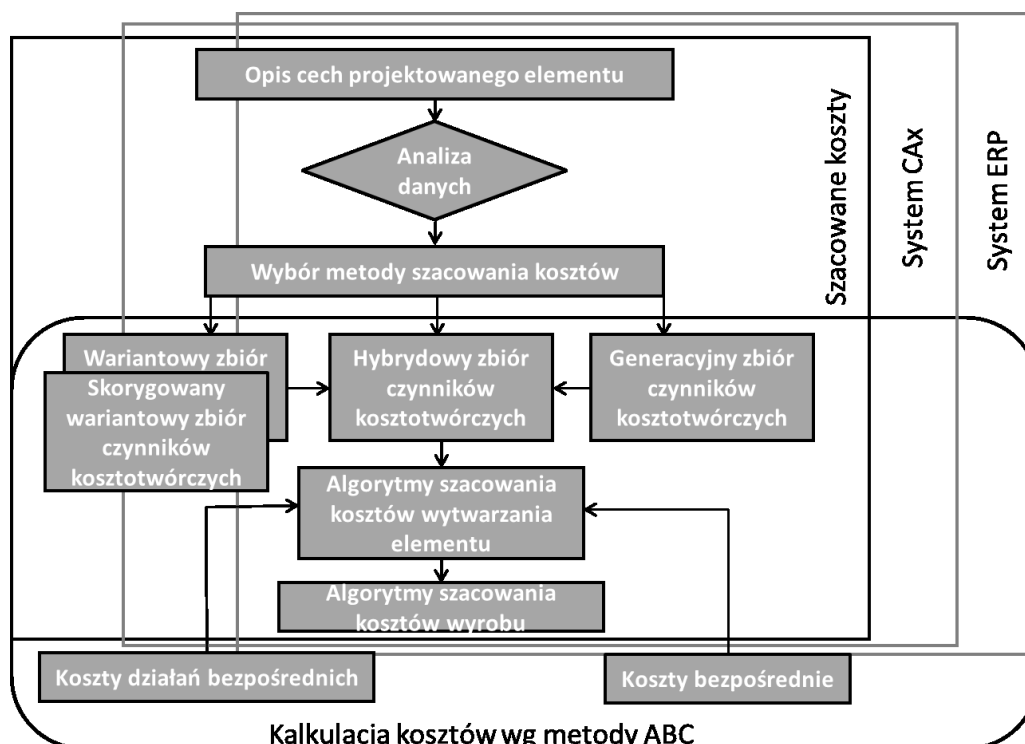 Opis cech projektowanego elementu
Analiza
danych
Wybór metody szacowania kosztów
Wariantowy zbiór
Skorygowany
wariantowy zbiór
czynników
kosztotwórczych
Hybrydowy zbiór
czynników
kosztotwórczych
Generacyjny zbiór
czynników
kosztotwórczych
Algorytmy szacowania
kosztów wytwarzania
elementu
Algorytmy szacowania
kosztów wyrobu
Koszty działań bezpośrednich
Koszty bezpośrednie
Kalkulacja kosztów wg metody ABC
Szacowane koszty
System CAx
System ERP